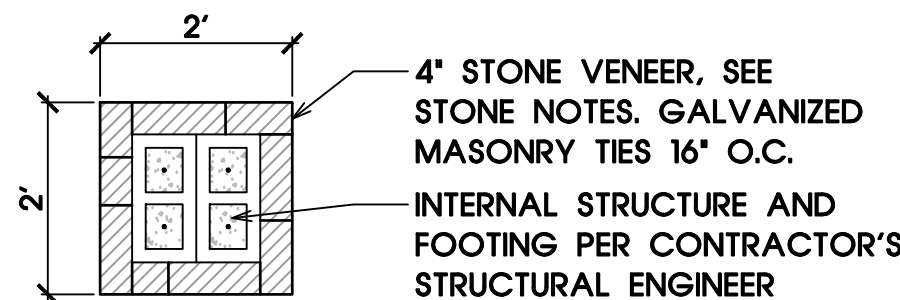 2'
4" STONE VENEER, SEE
STONE NOTES. GALVANIZED
MASONRY TIES 16" O.C.
2'
INTERNAL STRUCTURE AND
FOOTING PER CONTRACTOR'S
STRUCTURAL ENGINEER